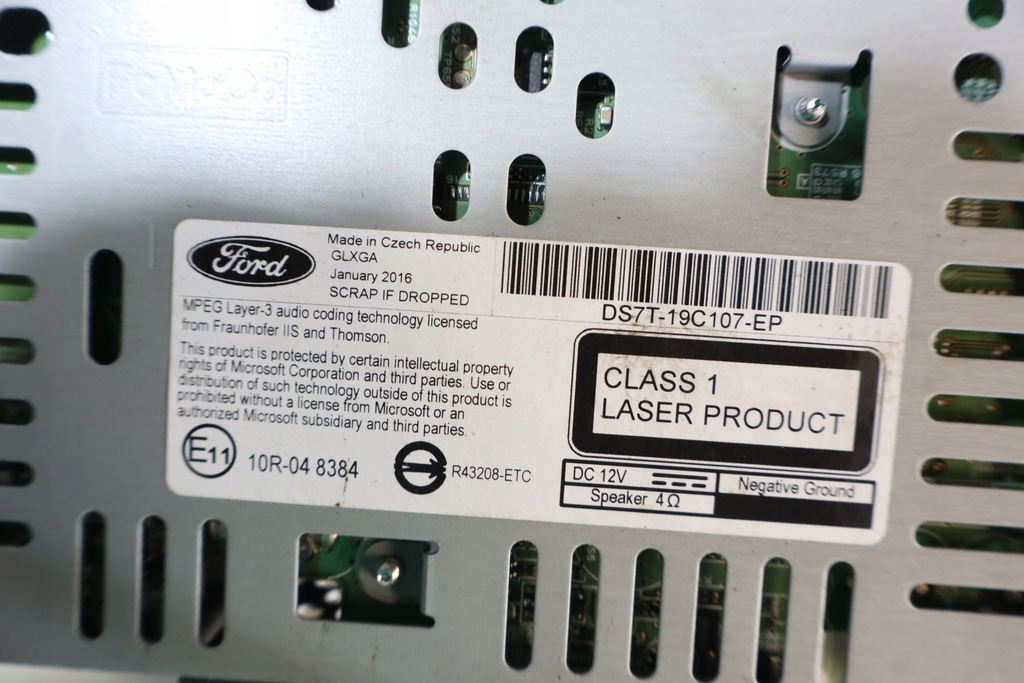 Ford
Made in Czech Republic
GLXGA
January 2016
SCRAP IF DROPPED
MPEG Layer-3 audio coding technology licensed
from Fraunhofer IIS and Thomson.
This product is protected by certain intellectual property
rights of Microsoft Corporation and third parties. Use or
distribution of such technology outside of this product is
prohibited without a license from Microsoft or an
authorized Microsoft subsidiary and third parties.
E11
10R-04 8384
R43208-ETC
DS7T-19C107-EP
CLASS 1
LASER PRODUCT
DC 12V
Negative Ground
Speaker 4 Ω